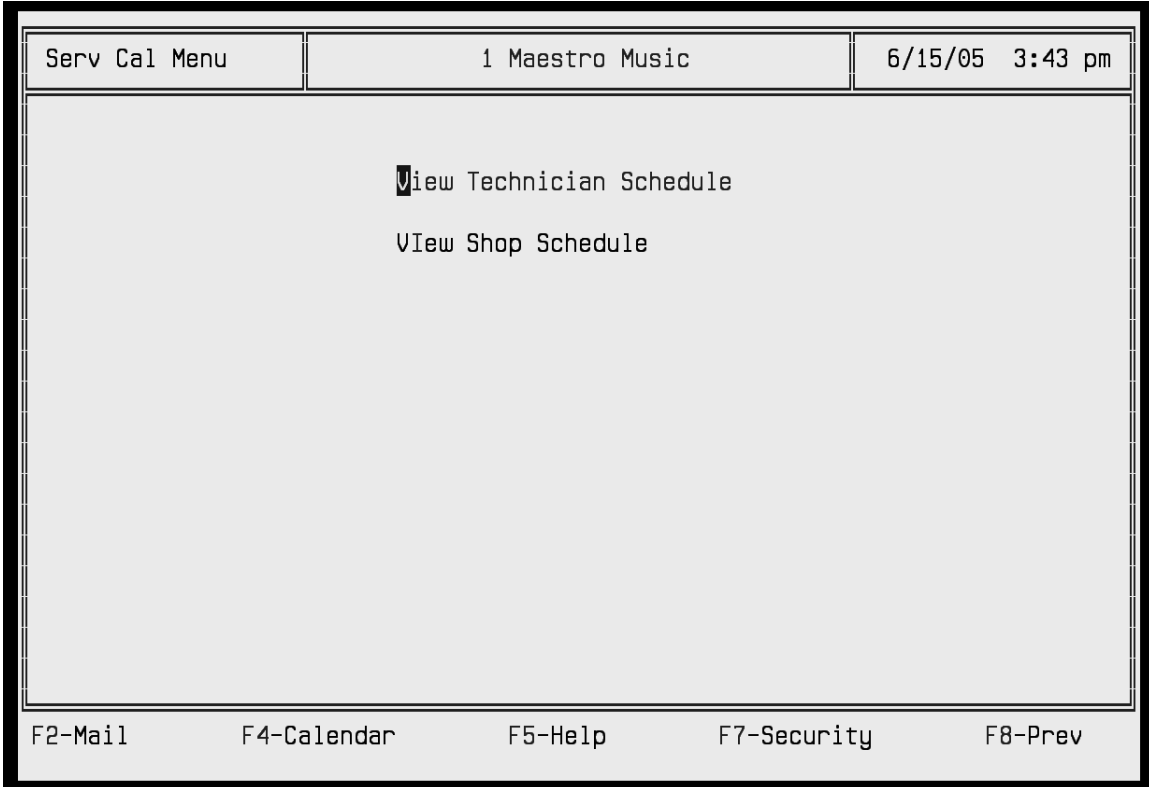 Serv Cal Menu 1 Maestro Music 6/15/05 3:43 pm
View Technician Schedule
VIew Shop Schedule
F2-Mail F4-Calendar F5-Help F7-Security F8-Prev